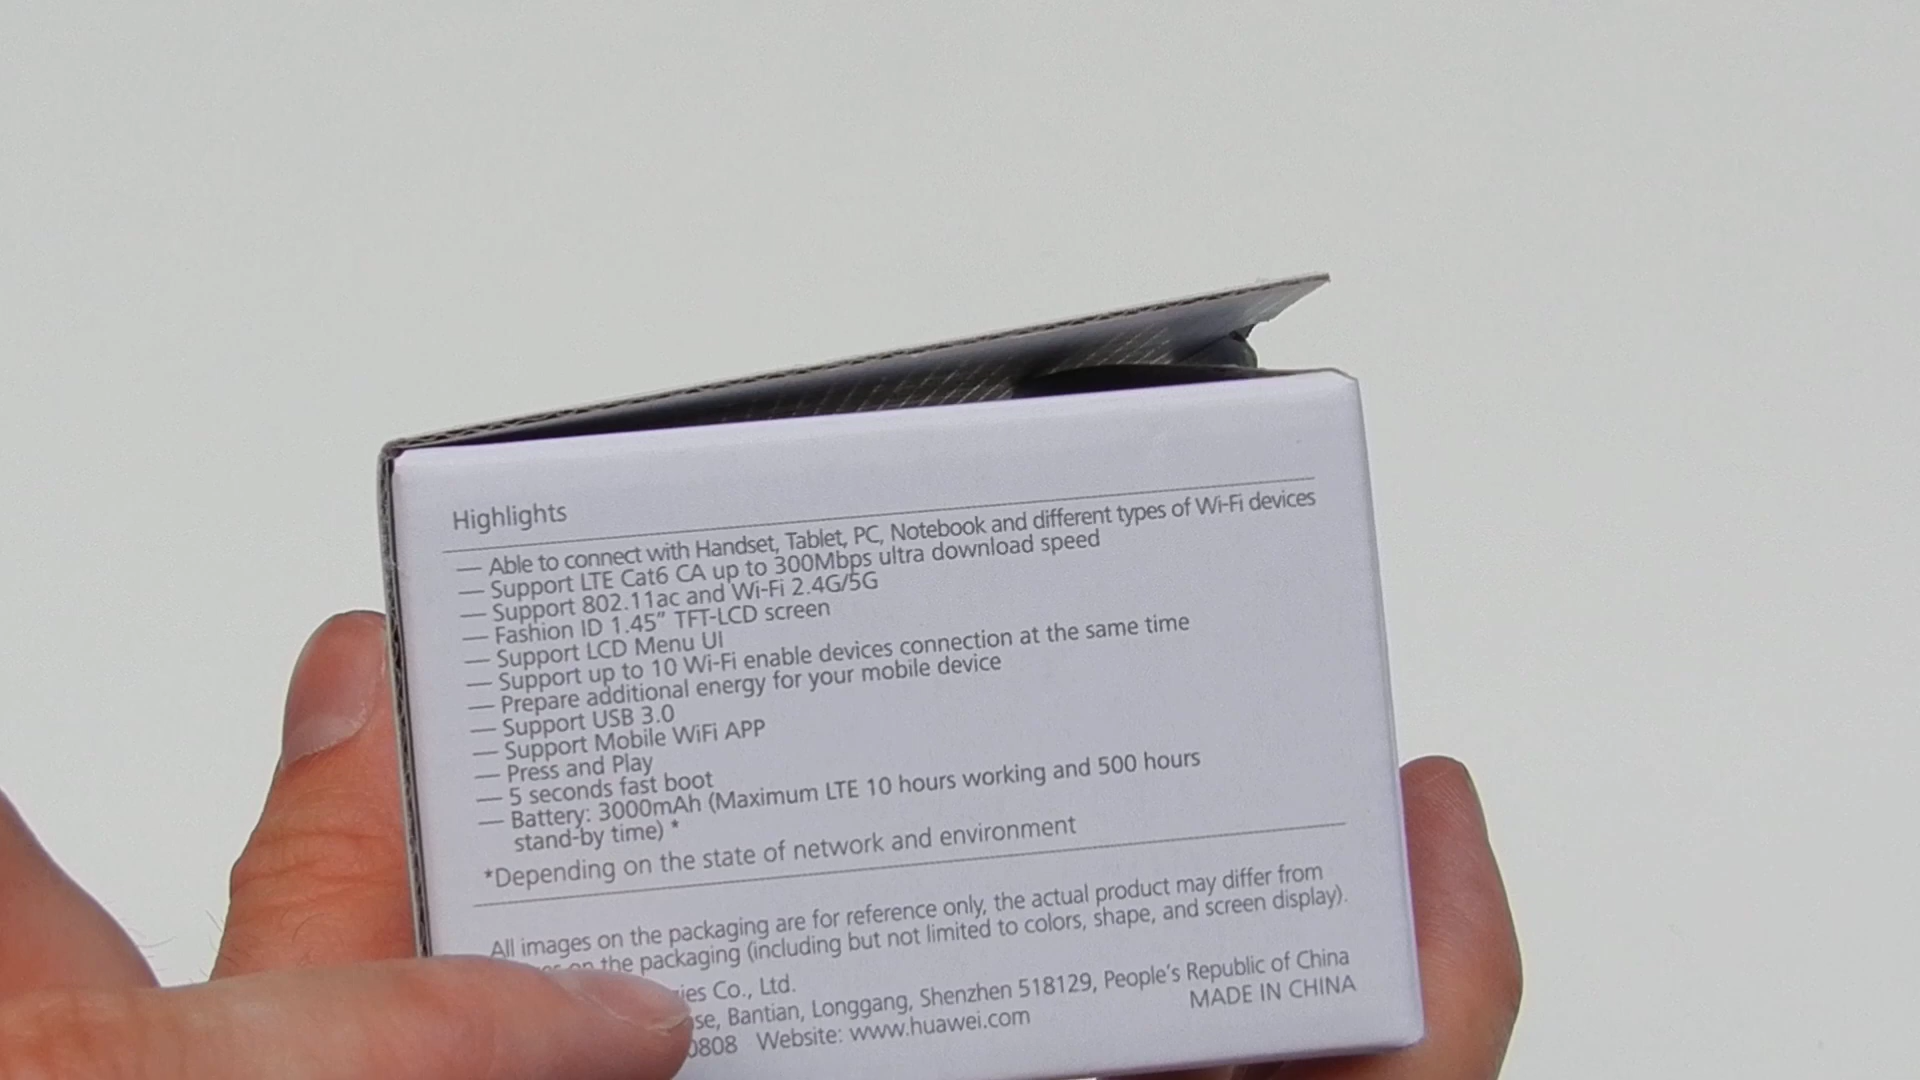 Highlights
— Able to connect with Handset, Tablet, PC, Notebook and different types of Wi-Fi devices
— Support LTE Cat6 CA up to 300Mbps ultra download speed
— Support 802.11ac and Wi-Fi 2.4G/5G
— Fashion ID 1.45” TFT-LCD screen
— Support LCD Menu UI
— Support up to 10 Wi-Fi enable devices connection at the same time
— Prepare additional energy for your mobile device
— Support USB 3.0
— Support Mobile WiFi APP
— Press and Play
— 5 seconds fast boot
— Battery: 3000mAh (Maximum LTE 10 hours working and 500 hours
stand-by time) *
*Depending on the state of network and environment
All images on the packaging are for reference only, the actual product may differ from
on the packaging (including but not limited to colors, shape, and screen display).
Co., Ltd.
Bantian, Longgang, Shenzhen 518129, People’s Republic of China
0808 Website: www.huawei.com
MADE IN CHINA